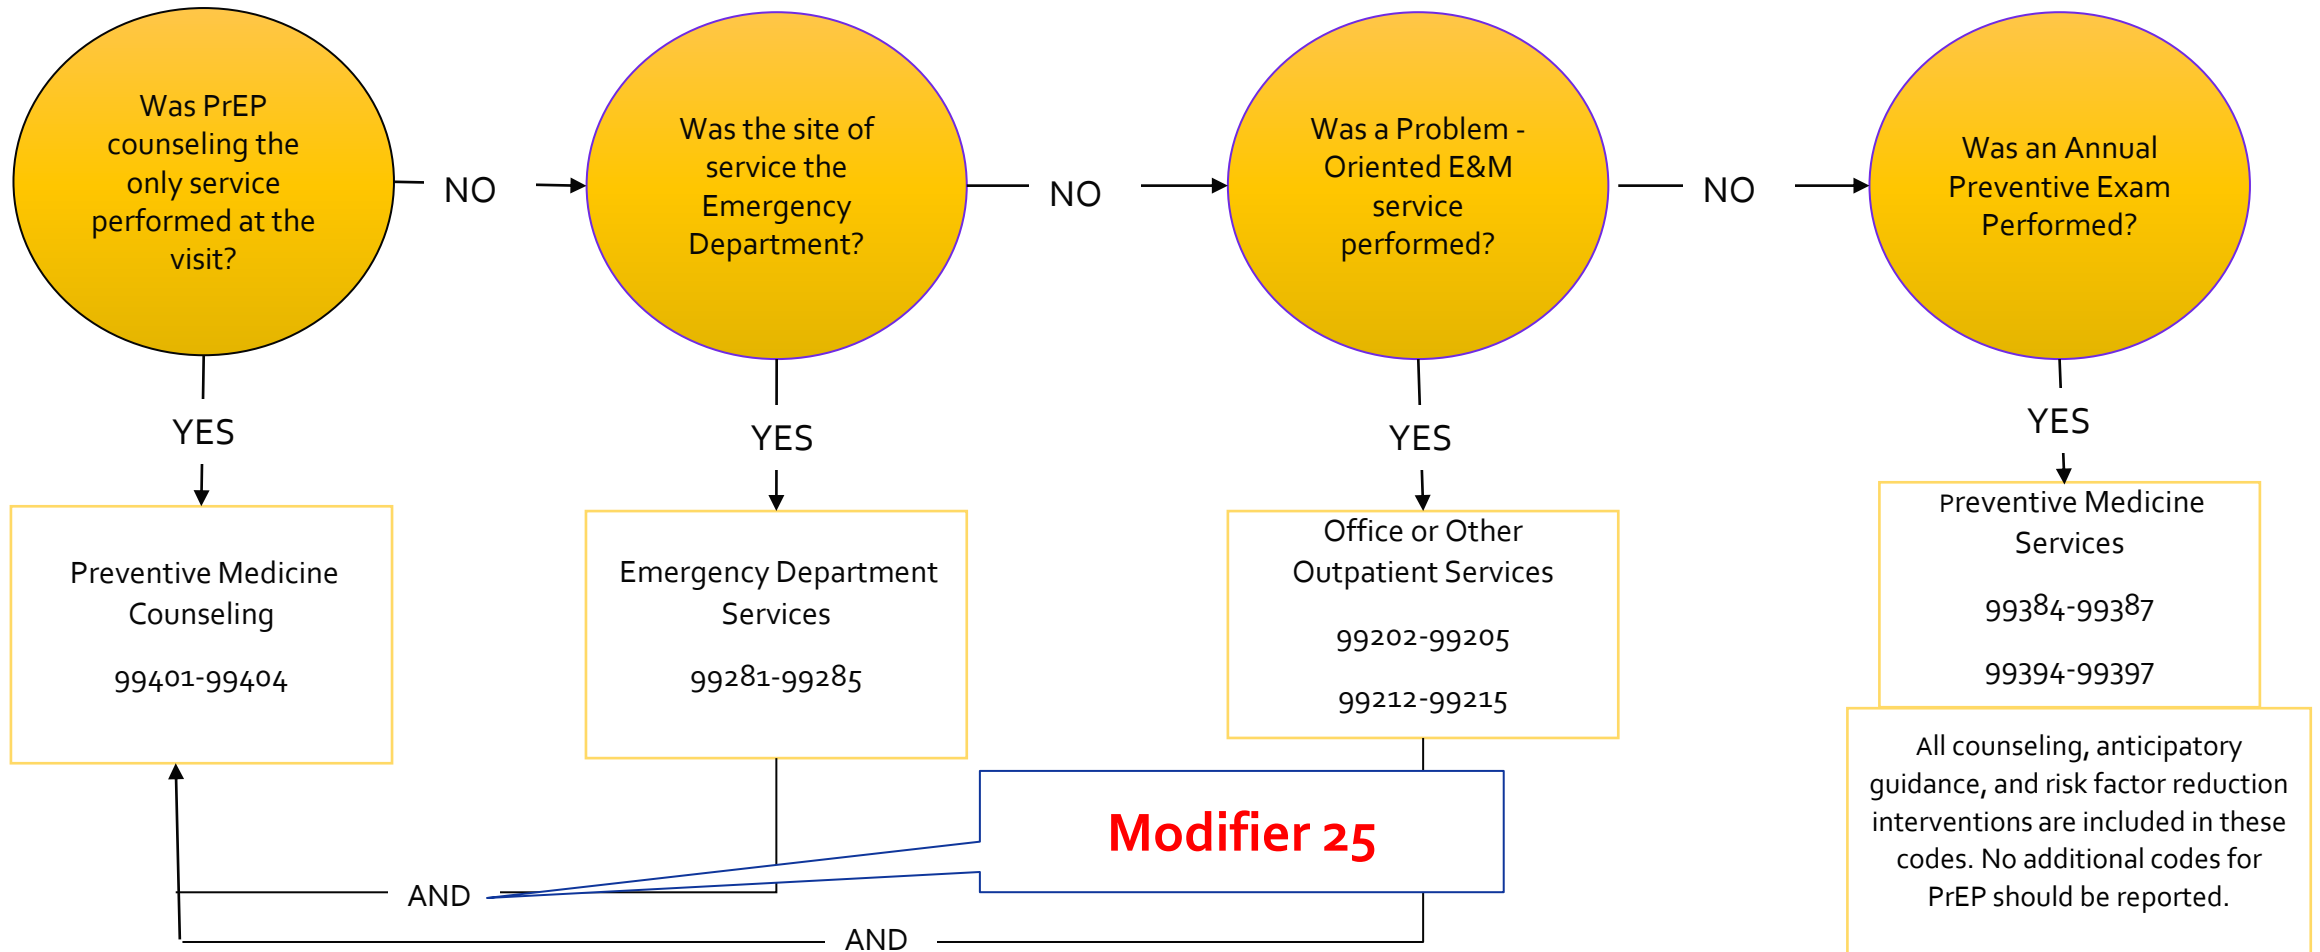 Was PrEP
counseling the
only service
performed at the
visit?
NO
Was the site of
service the
Emergency
Department?
NO
Was a Problem -
Oriented E&M
service
performed?
NO
Was an Annual
Preventive Exam
Performed?
YES
YES
YES
YES
Preventive Medicine
Counseling
99401-99404
Emergency Department
Services
99281-99285
Office or Other
Outpatient Services
99202-99205
99212-99215
Preventive Medicine
Services
99384-99387
99394-99397
All counseling, anticipatory
guidance, and risk factor reduction
interventions are included in these
codes. No additional codes for
PrEP should be reported.
Modifier 25
AND
AND